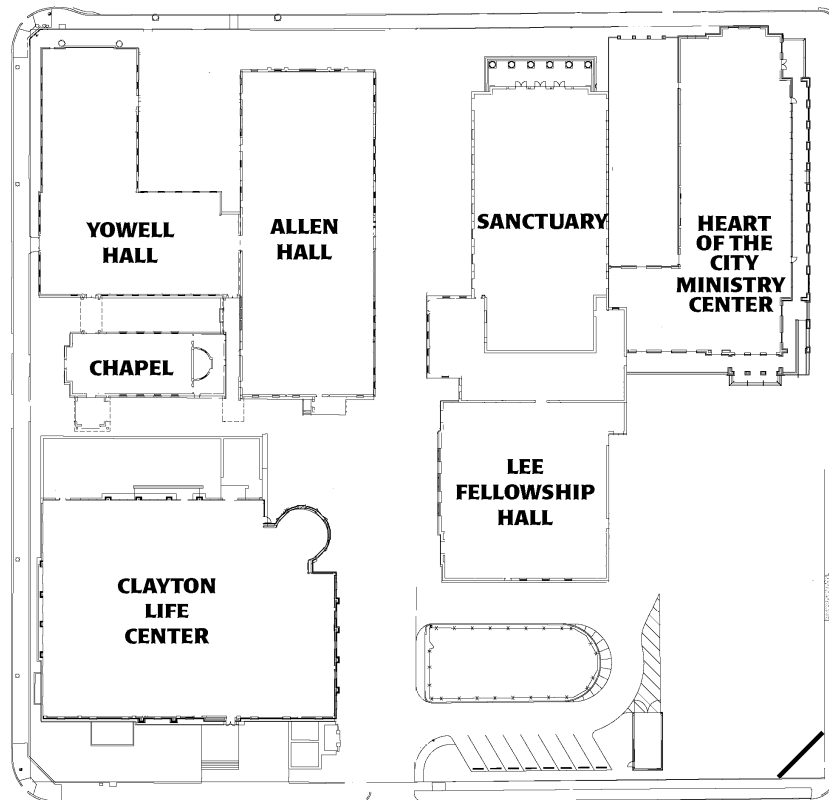 YOWELL
HALL
ALLEN
HALL
SANCTUARY
HEART
OF THE
CITY
MINISTRY
CENTER
CHAPEL
LEE
FELLOWSHIP
HALL
CLAYTON
LIFE
CENTER